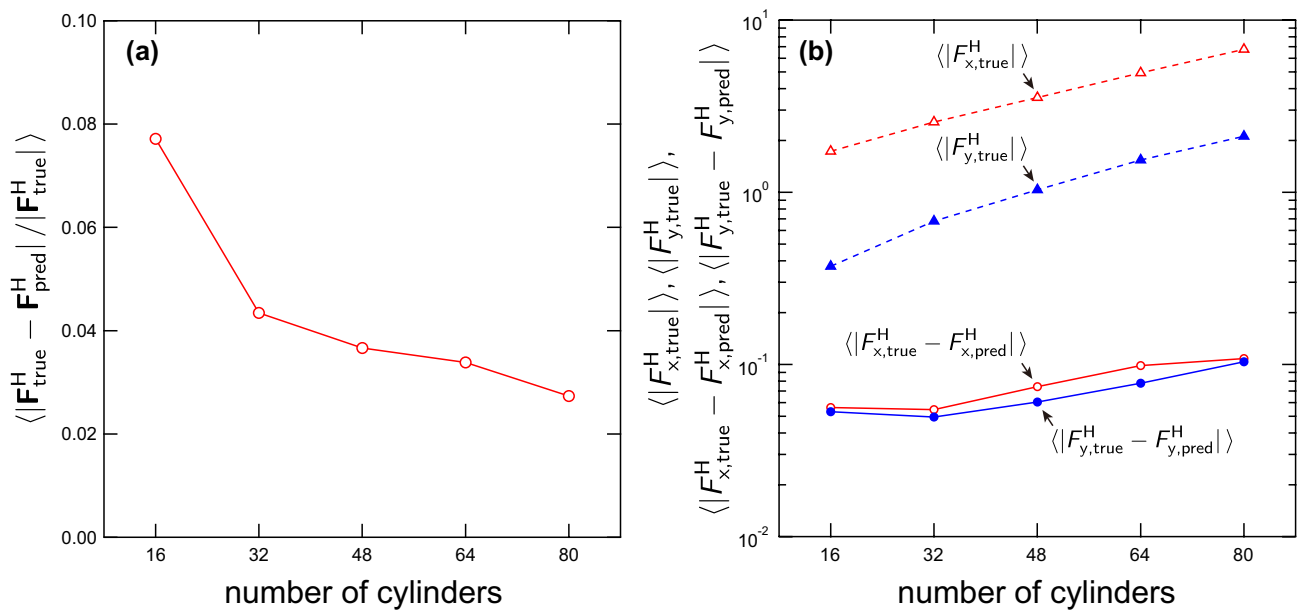 (a)
⟨|F^H_true − F^H_pred| /|F^H_true|⟩
0.10
0.08
0.06
0.04
0.02
0.00
16 32 48 64 80
number of cylinders
(b)
⟨|F^H_x,true|⟩, ⟨|F^H_y,true|⟩,
⟨|F^H_x,true − F^H_x,pred|⟩, ⟨|F^H_y,true − F^H_y,pred|⟩
10^1
10^0
10^-1
10^-2
⟨|F^H_x,true|⟩
⟨|F^H_y,true|⟩
⟨|F^H_x,true − F^H_x,pred|⟩
⟨|F^H_y,true − F^H_y,pred|⟩
16 32 48 64 80
number of cylinders